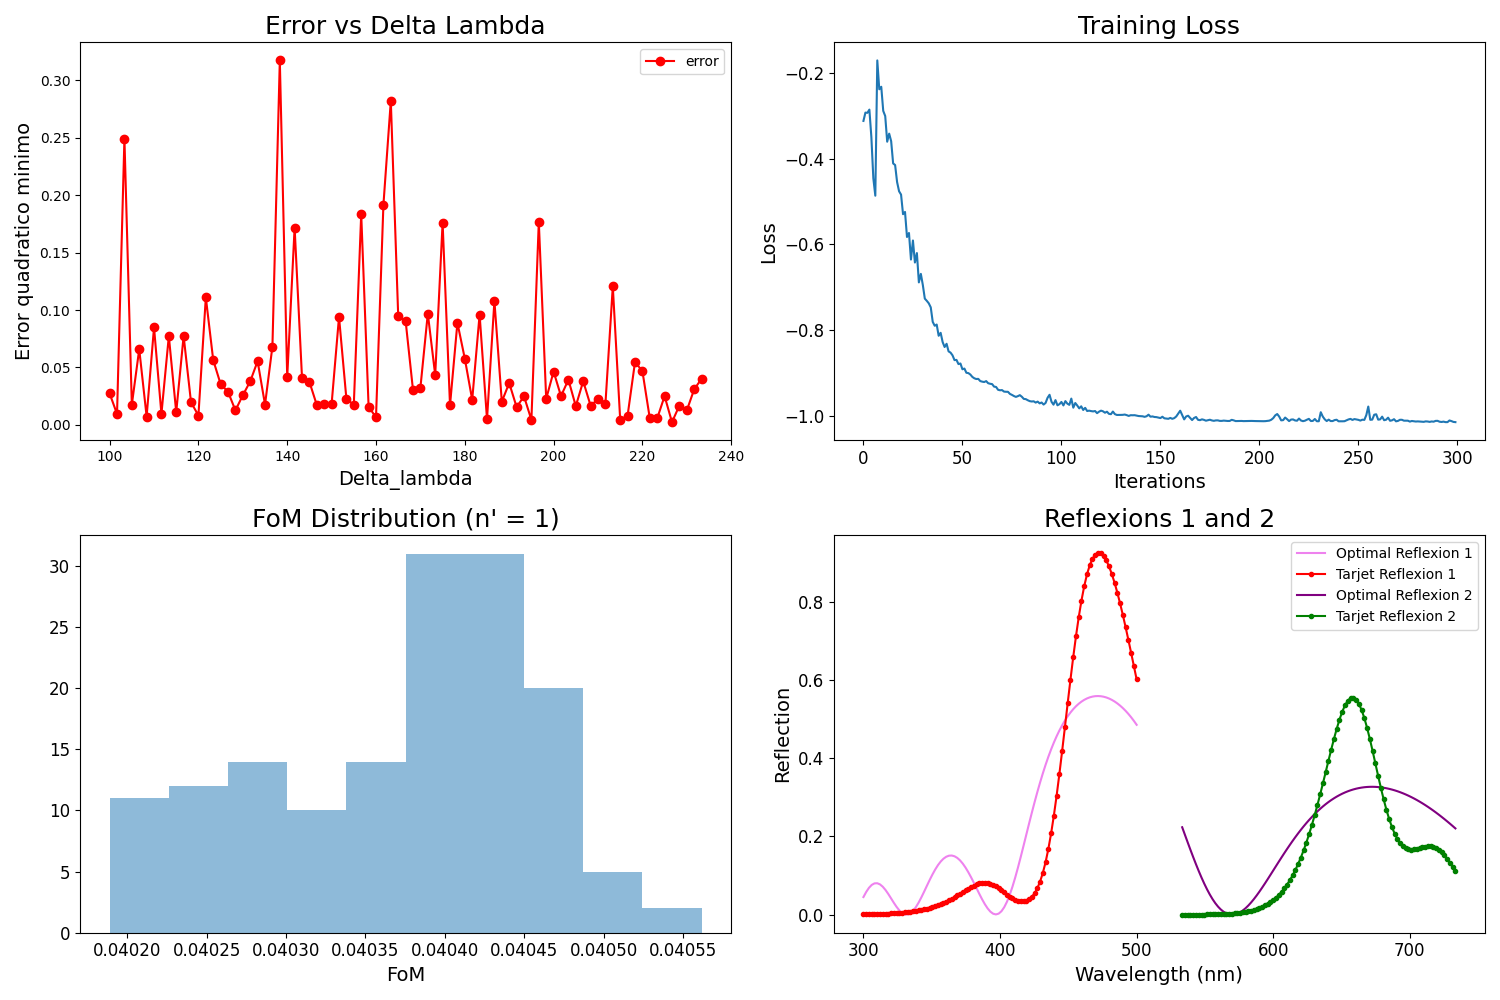 Error vs Delta Lambda
error
Error quadratico minimo
0.30
0.25
0.20
0.15
0.10
0.05
0.00
100 120 140 160 180 200 220 240
Delta_lambda
Training Loss
Loss
−0.2
−0.4
−0.6
−0.8
−1.0
0 50 100 150 200 250 300
Iterations
FoM Distribution (n' = 1)
30
25
20
15
10
5
0
0.04020 0.04025 0.04030 0.04035 0.04040 0.04045 0.04050 0.04055
FoM
Reflexions 1 and 2
Optimal Reflexion 1
Tarjet Reflexion 1
Optimal Reflexion 2
Tarjet Reflexion 2
Reflection
0.8
0.6
0.4
0.2
0.0
300 400 500 600 700
Wavelength (nm)